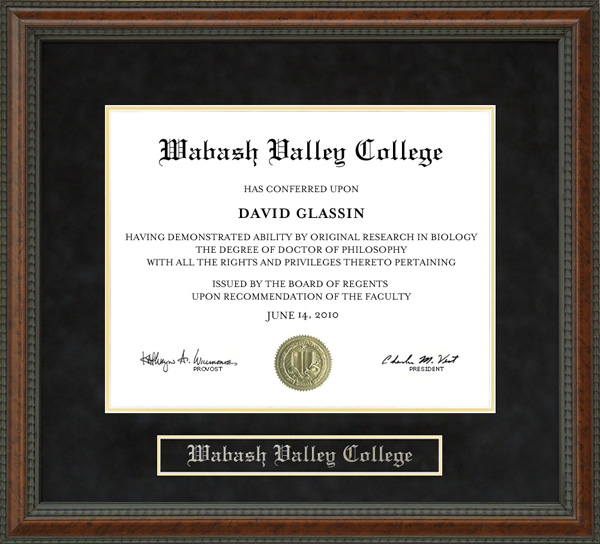 Wabash Valley College
HAS CONFERRED UPON
DAVID GLASSIN
HAVING DEMONSTRATED ABILITY BY ORIGINAL RESEARCH IN BIOLOGY
THE DEGREE OF DOCTOR OF PHILOSOPHY
WITH ALL THE RIGHTS AND PRIVILEGES THERETO PERTAINING
ISSUED BY THE BOARD OF REGENTS
UPON RECOMMENDATION OF THE FACULTY
JUNE 14, 2010
PROVOST
Charles M. Vest
PRESIDENT
Wabash Valley College